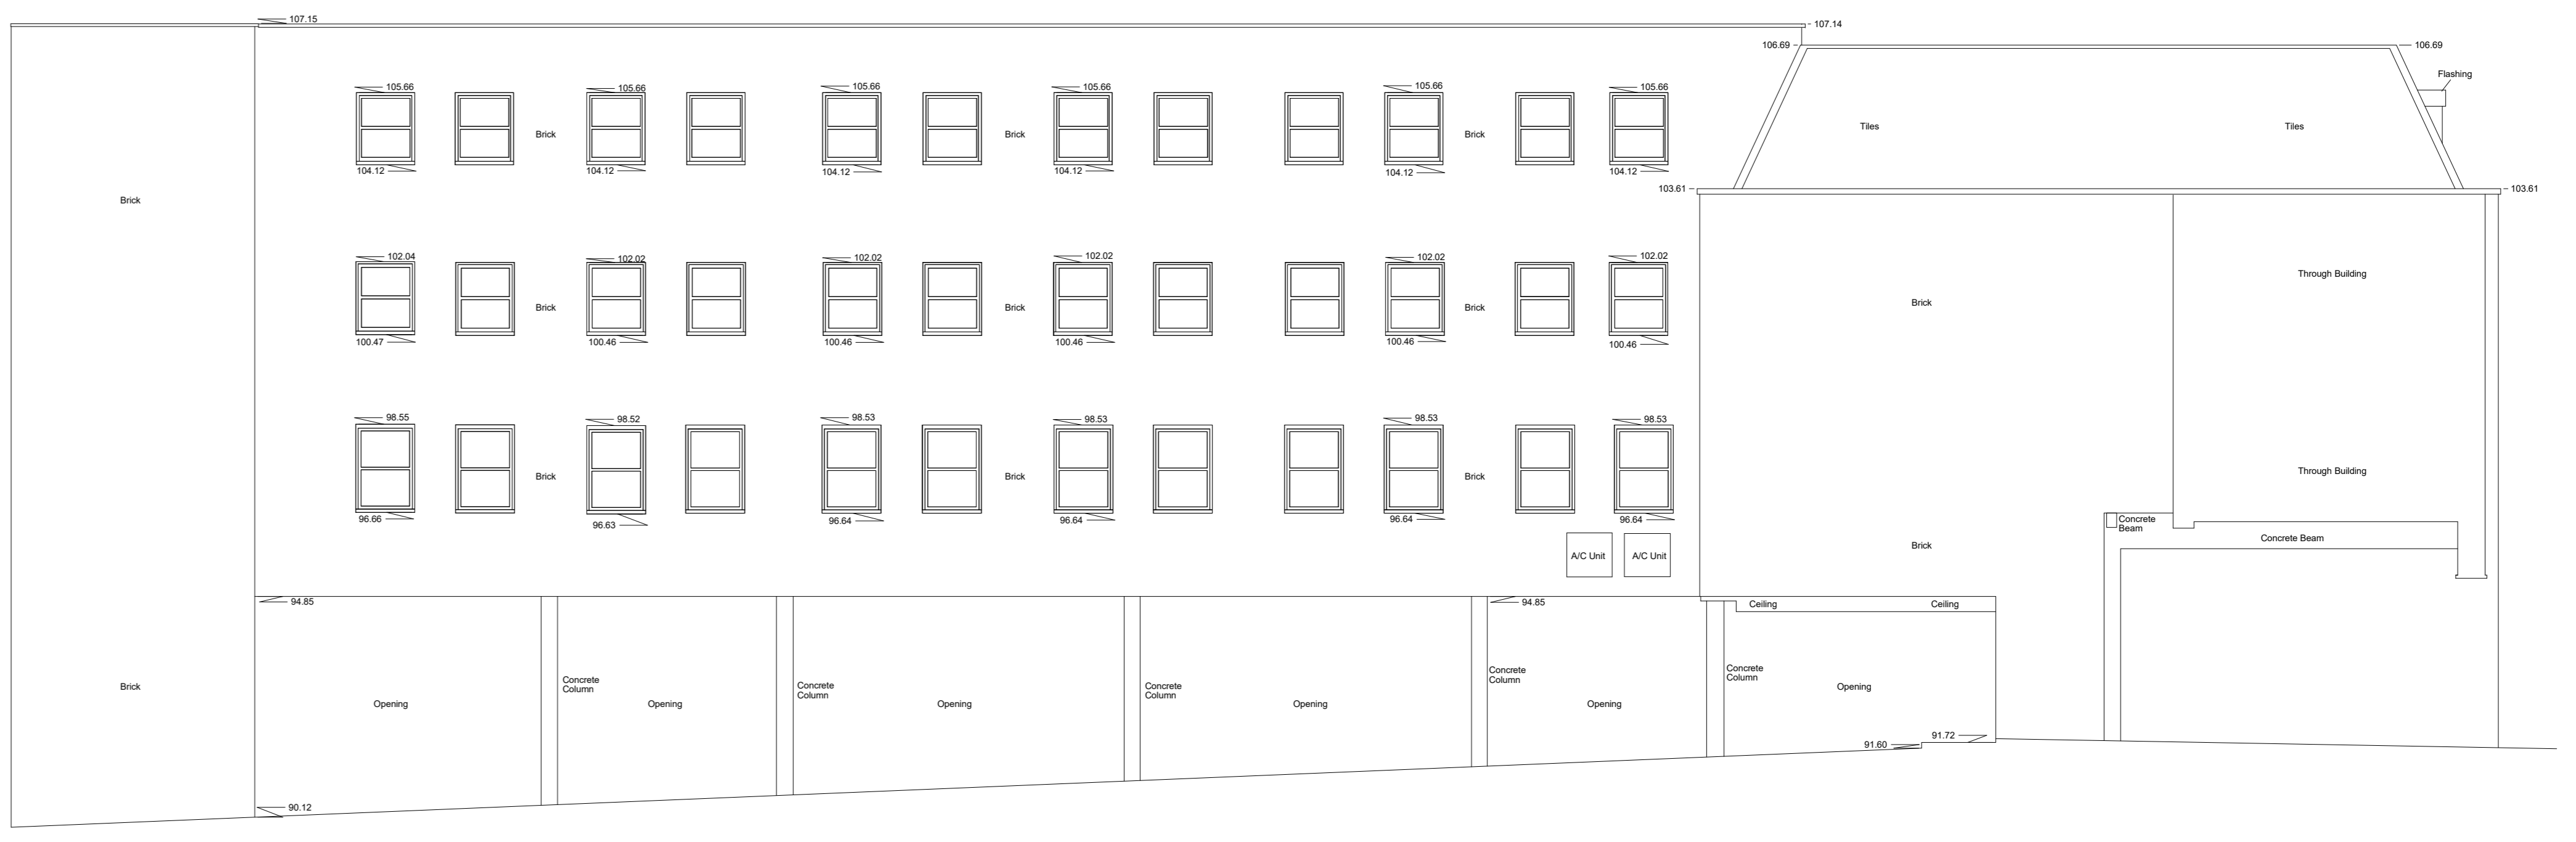 107.15
107.14
106.69
106.69
Flashing
105.66
105.66
105.66
105.66
105.66
105.66
Tiles
Tiles
Brick
Brick
Brick
104.12
104.12
104.12
104.12
104.12
104.12
103.61
103.61
Brick
102.04
102.02
102.02
102.02
102.02
102.02
Through Building
Brick
Brick
Brick
Brick
100.47
100.46
100.46
100.46
100.46
100.46
98.55
98.52
98.53
98.53
98.53
98.53
Through Building
Brick
Brick
Brick
96.66
96.63
96.64
96.64
96.64
96.64
Concrete
Beam
Concrete Beam
A/C Unit
A/C Unit
Brick
94.85
94.85
Ceiling
Ceiling
Brick
Concrete
Column
Concrete
Column
Concrete
Column
Concrete
Column
Concrete
Column
Opening
Opening
Opening
Opening
Opening
Opening
91.60
91.72
90.12